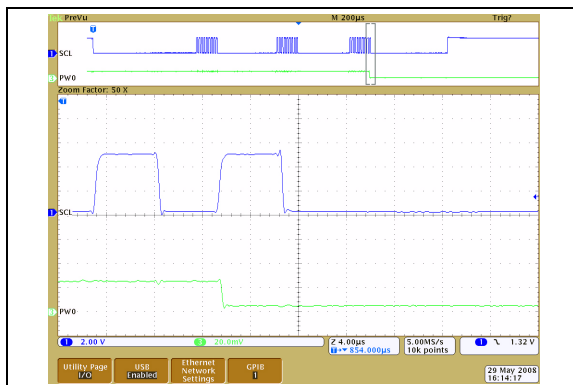 Tek PreVu M 200µs Trig?
SCL
PW0
Zoom Factor: 50 X
SCL
PW0
1 2.00 V 3 20.0mV Z 4.00µs 5.00MS/s 1 1.32 V
854.000µs 10k points
Utility Page I/O
USB Enabled
Ethernet Network Settings
GPIB 1
29 May 2008
16:14:17